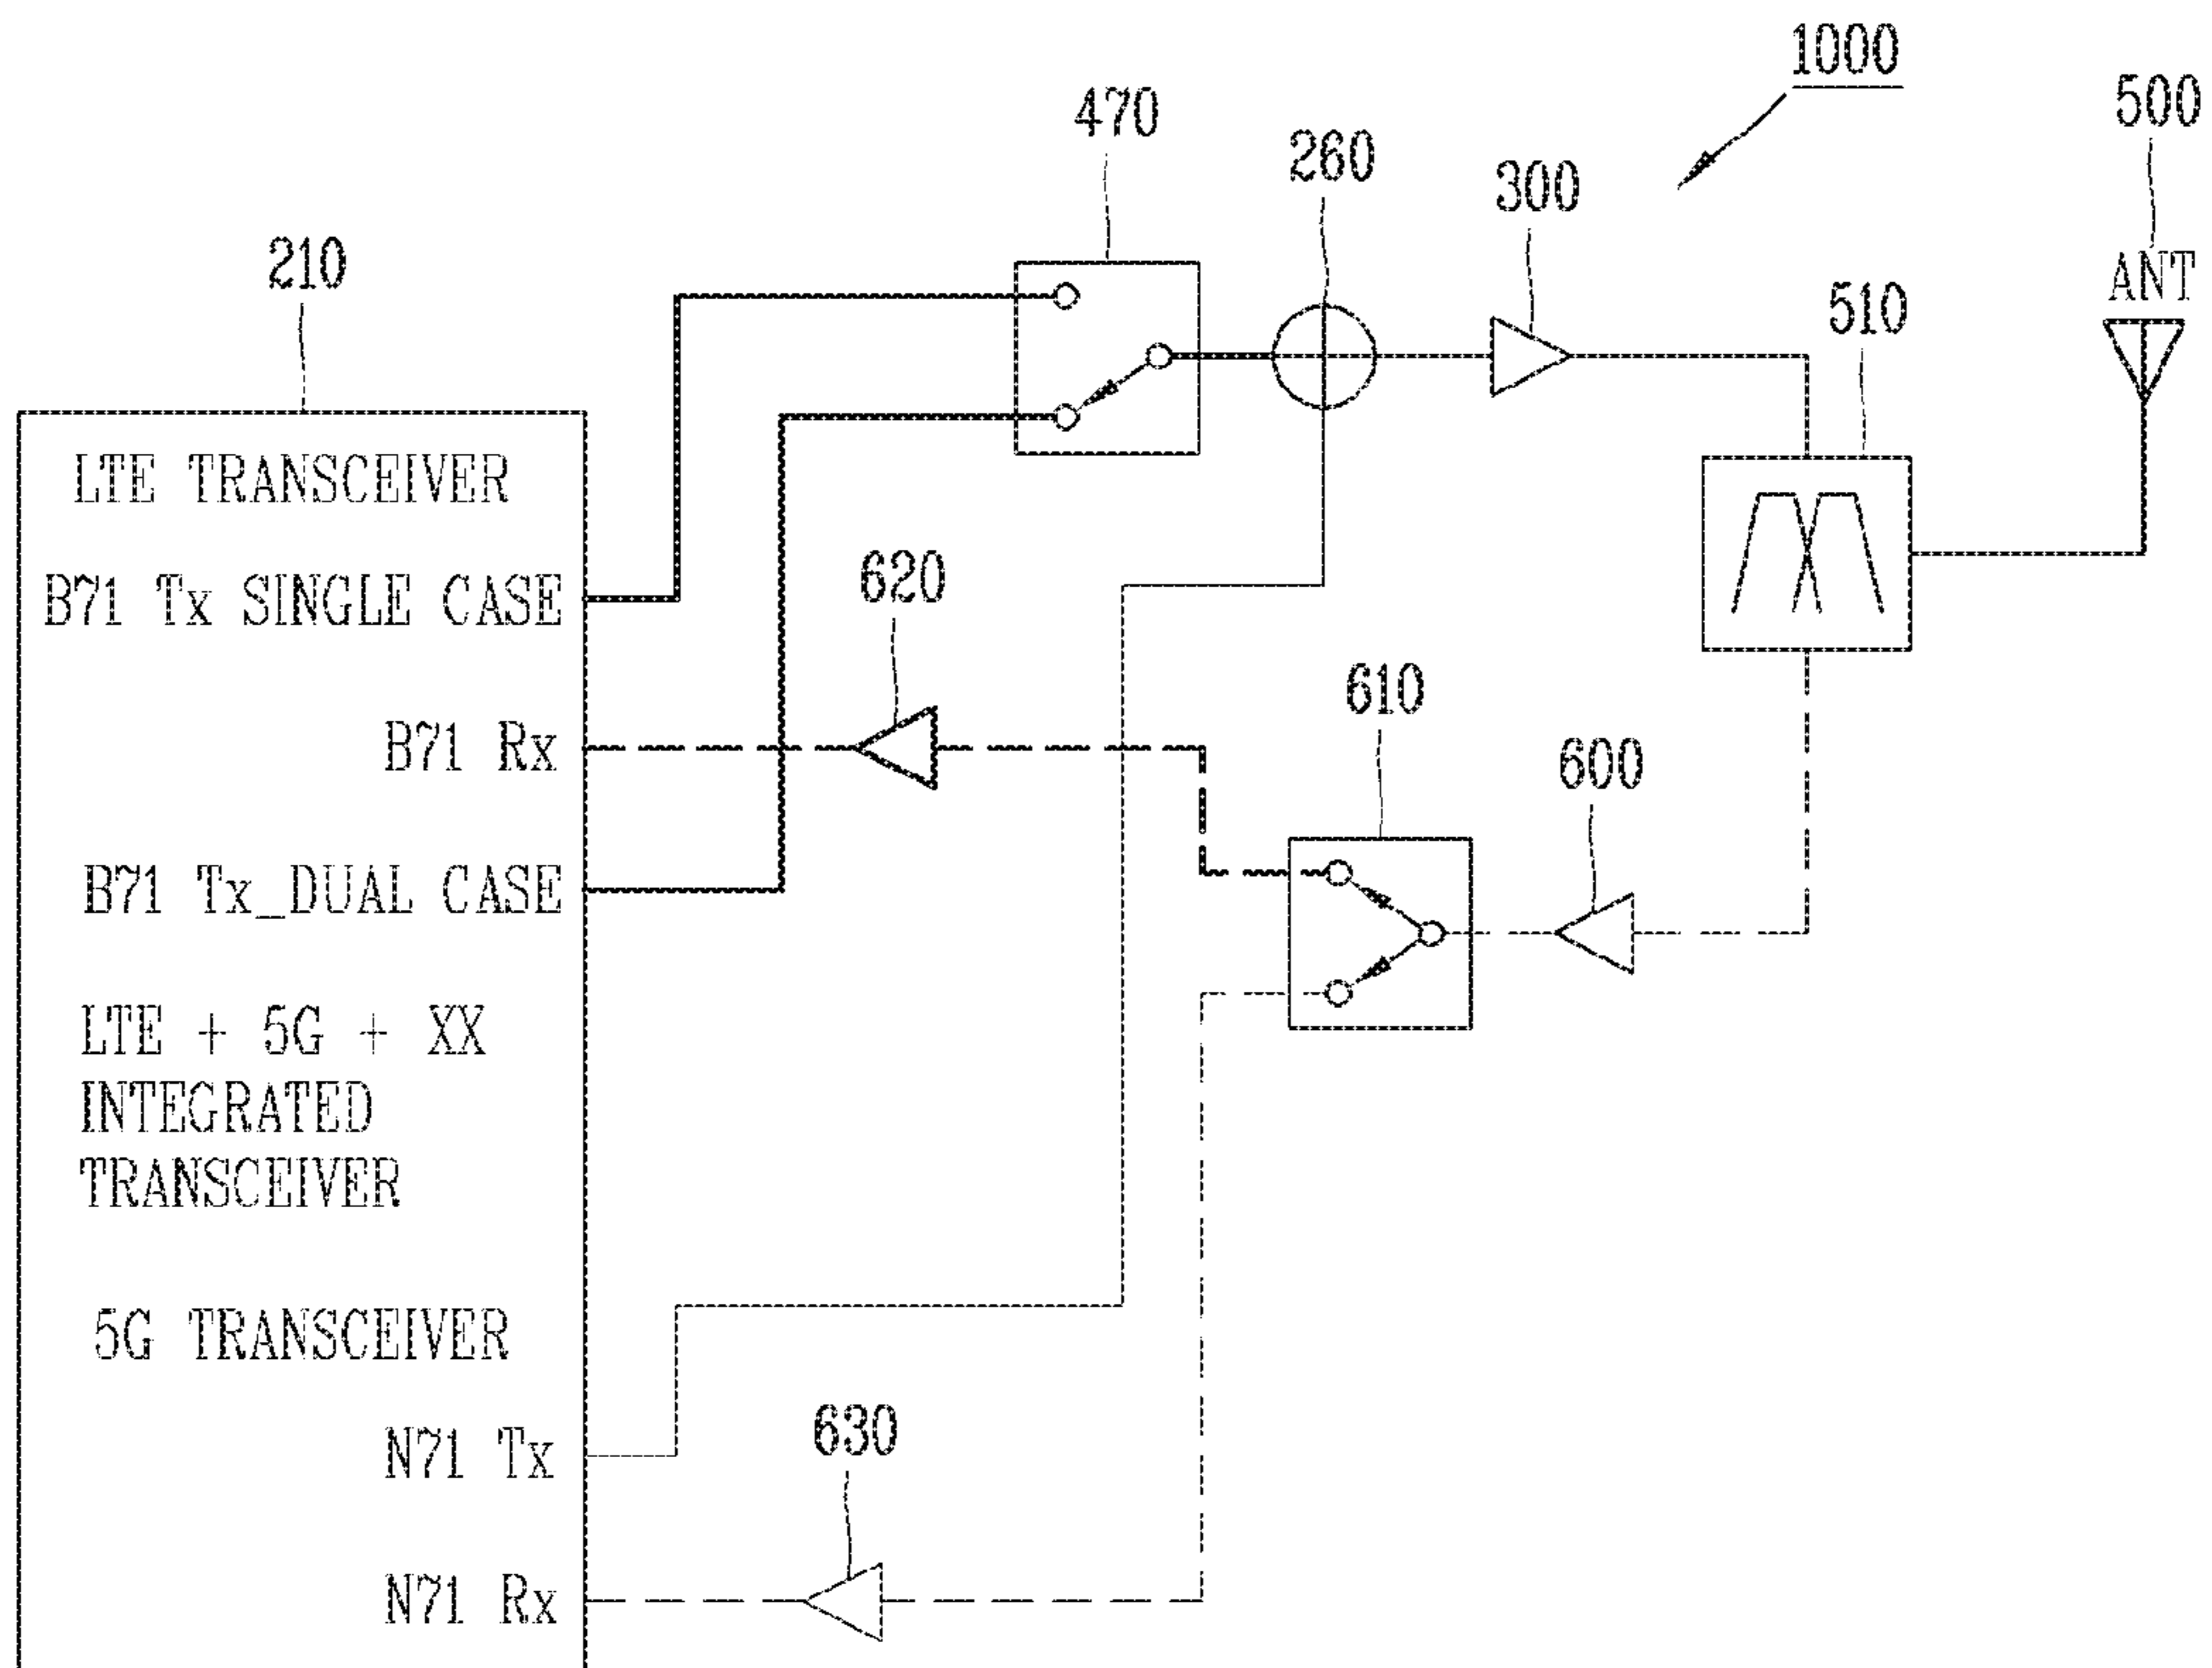 1000
500
470
260
300
210
ANT
510
LTE TRANSCEIVER
B71 Tx SINGLE CASE
620
610
B71 Rx
600
B71 Tx_DUAL CASE
LTE + 5G + XX
INTEGRATED
TRANSCEIVER
5G TRANSCEIVER
630
N71 Tx
N71 Rx